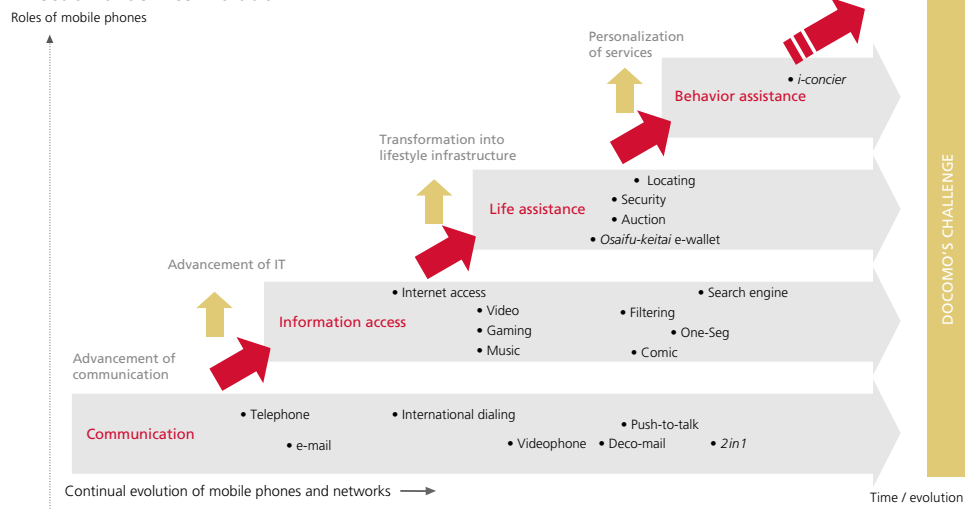 Roles of mobile phones
Personalization
of services
• i-concier
Behavior assistance
Transformation into
lifestyle infrastructure
• Locating
• Security
Life assistance
• Auction
• Osaifu-keitai e-wallet
Advancement of IT
• Internet access
• Search engine
• Video
• Filtering
Information access
• Gaming
• One-Seg
• Music
• Comic
Advancement of
communication
• Telephone
• International dialing
• Push-to-talk
Communication
• e-mail
• Videophone
• Deco-mail
• 2in1
Continual evolution of mobile phones and networks
Time / evolution
DOCOMO'S CHALLENGE